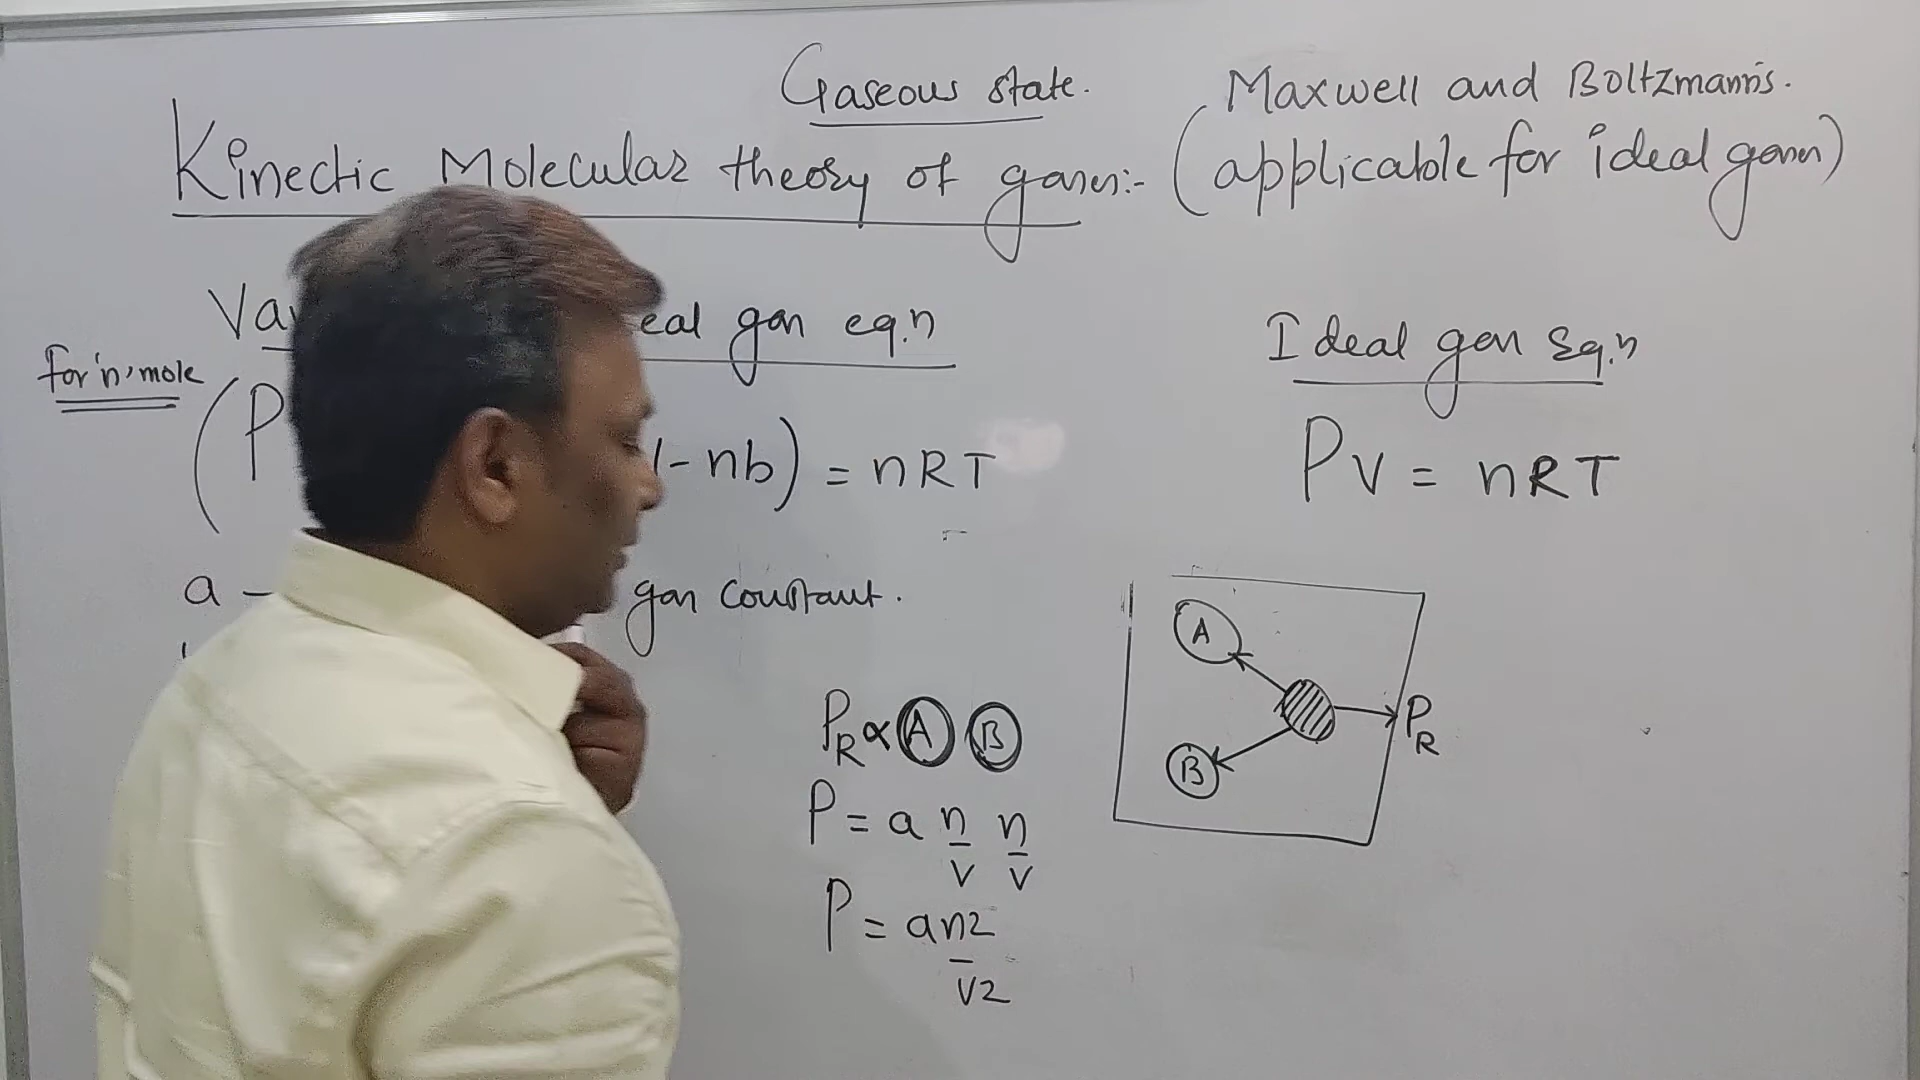 Gaseous state.
Maxwell and Boltzmann's.
Kinectic Molecular theory of gases:- (applicable for ideal gases)
Va eal gas eq.n
Ideal gas Eq.n
For 'n' mole
(P - nb) = nRT
PV = nRT
a - gas constant.
A
B
PR
PR ∝ A B
P = a n/v n/v
P = an2/v2